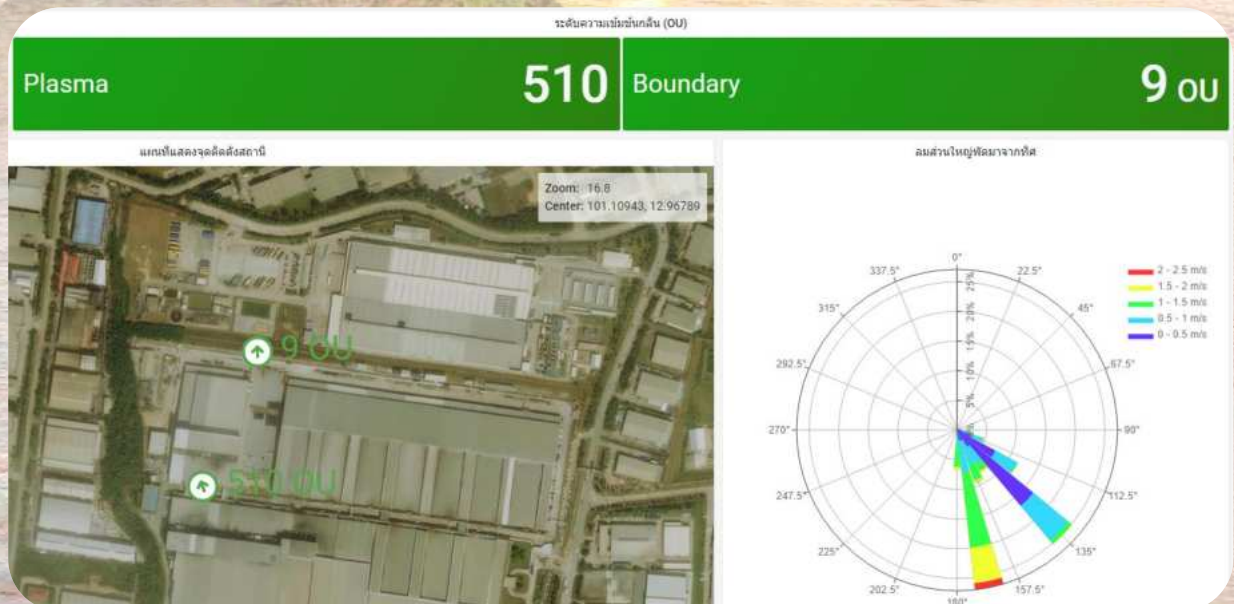 ระดับความเข้มข้นกลิ่น (OU)
Plasma 510
Boundary 9 OU
แผนที่แสดงจุดติดตั้งสถานี
Zoom: 16.8
Center: 101.10943, 12.96789
9 OU
510 OU
ลมส่วนใหญ่พัดมาจากทิศ
0°
22.5°
45°
67.5°
90°
112.5°
135°
157.5°
180°
202.5°
225°
247.5°
270°
292.5°
315°
337.5°
25%
20%
15%
10%
5%
2 - 2.5 m/s
1.5 - 2 m/s
1 - 1.5 m/s
0.5 - 1 m/s
0 - 0.5 m/s